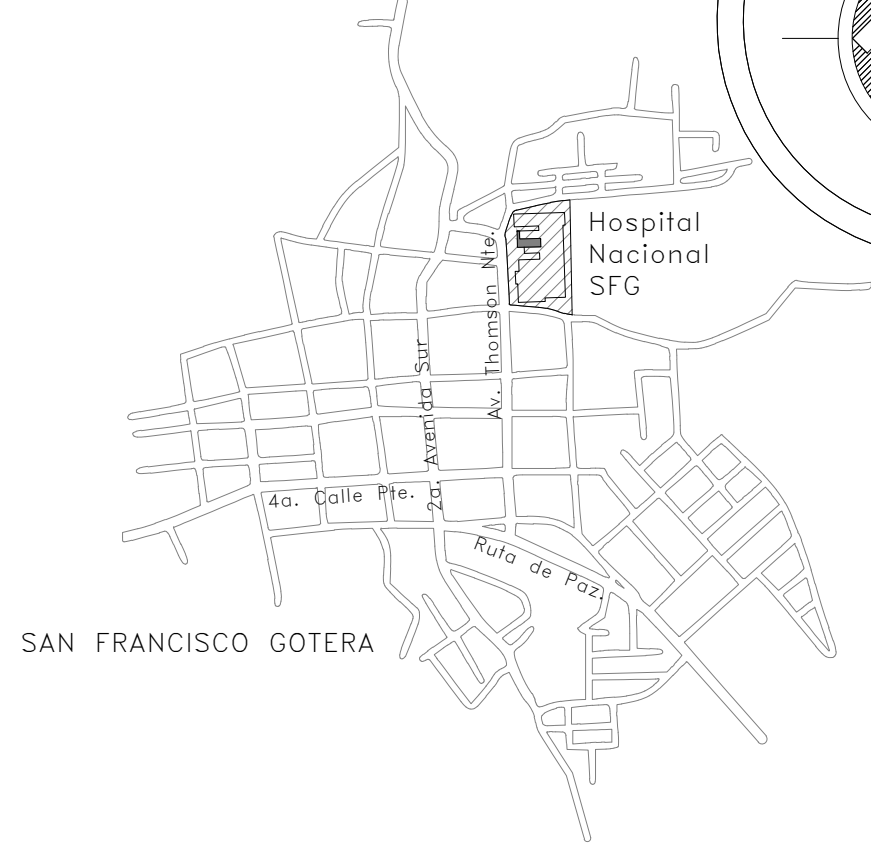 Hospital
Nacional
SFG
Av. Thomson Nte.
2a. Avenida Sur
4a. Calle Pte.
Ruta de Paz.
SAN FRANCISCO GOTERA